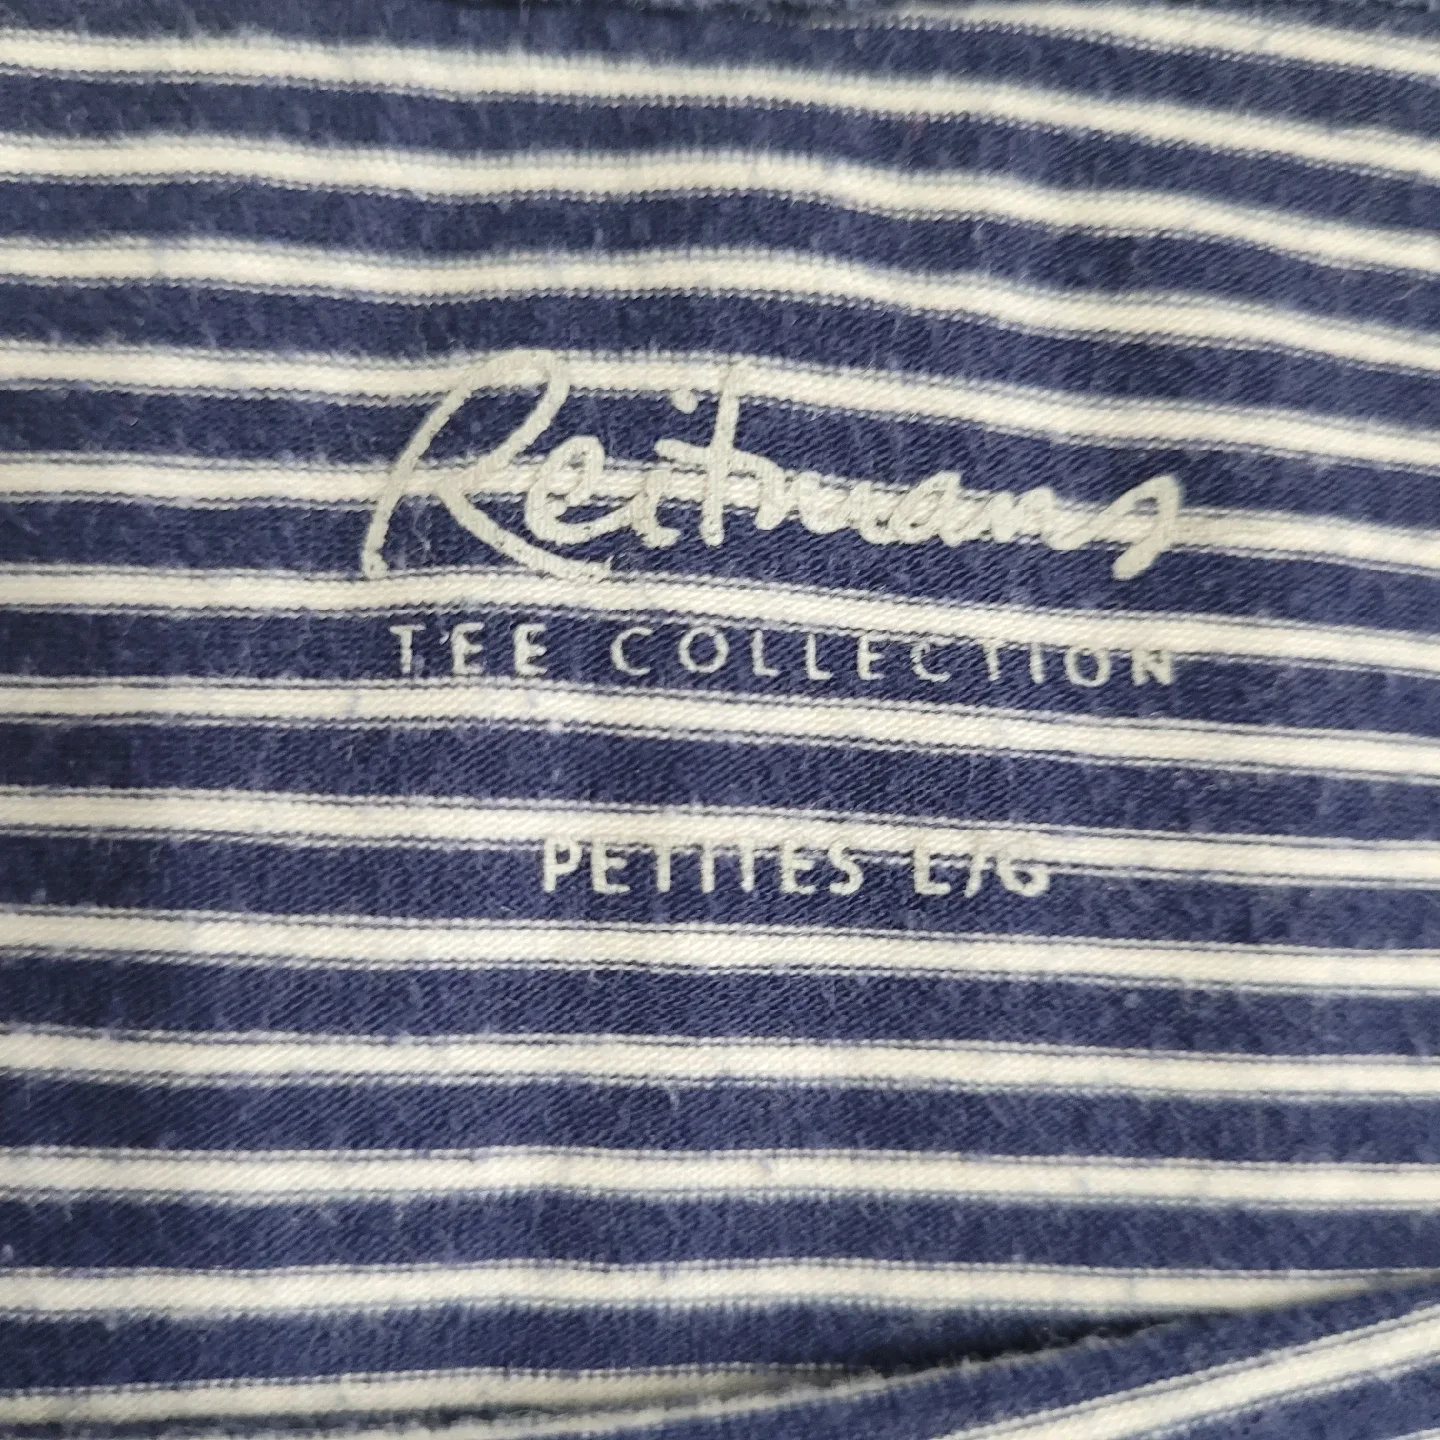 Reitmans
TEE COLLECTION
PETITES L/G